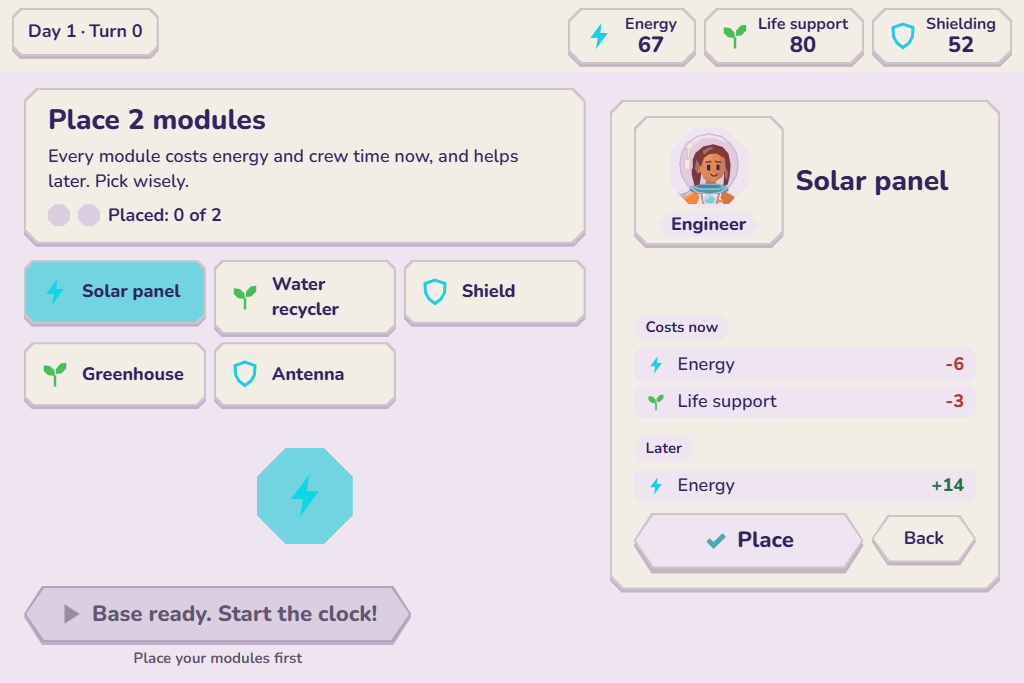 Day 1 · Turn 0
Energy
67
Life support
80
Shielding
52
Place 2 modules
Every module costs energy and crew time now, and helps
later. Pick wisely.
Placed: 0 of 2
Solar panel
Water
recycler
Shield
Greenhouse
Antenna
Base ready. Start the clock!
Place your modules first
Engineer
Solar panel
Costs now
Energy -6
Life support -3
Later
Energy +14
Place
Back